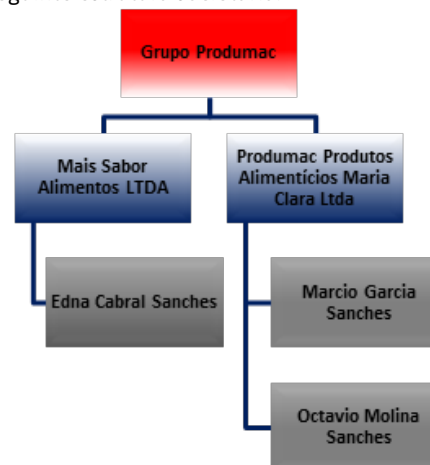 Grupo Produmac
Mais Sabor
Alimentos LTDA
Produmac Produtos
Alimentícios Maria
Clara Ltda
Edna Cabral Sanches
Marcio Garcia
Sanches
Octavio Molina
Sanches